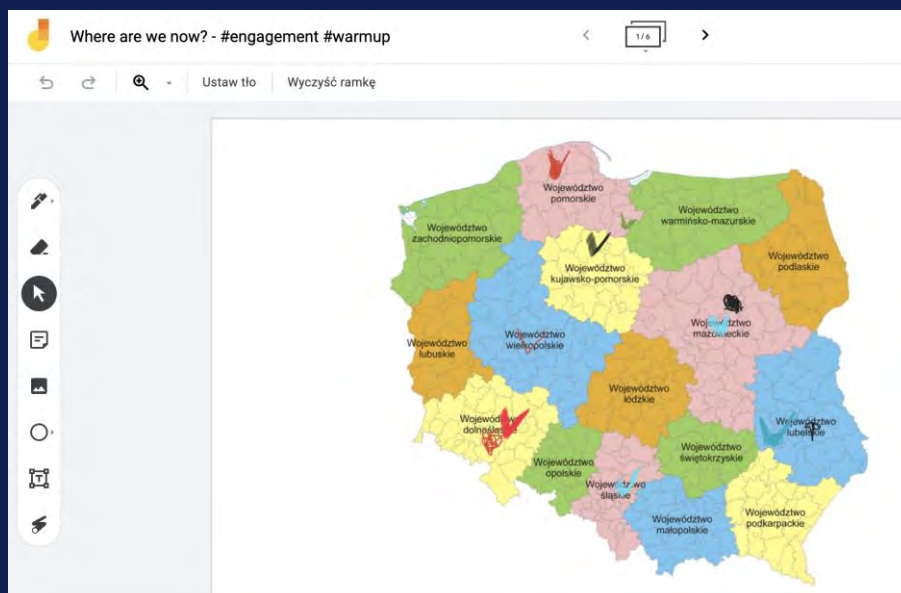 Where are we now? - #engagement #warmup
1/6
Ustaw tło
Wyczyść ramkę
Województwo
pomorskie
Województwo
zachodniopomorskie
Województwo
warmińsko-mazurskie
Województwo
podlaskie
Województwo
kujawsko-pomorskie
Województwo
mazowieckie
Województwo
wielkopolskie
Województwo
lubuskie
Województwo
łódzkie
Województwo
lubelskie
Województwo
dolnośląskie
Województwo
opolskie
Województwo
śląskie
Województwo
świętokrzyskie
Województwo
małopolskie
Województwo
podkarpackie
T